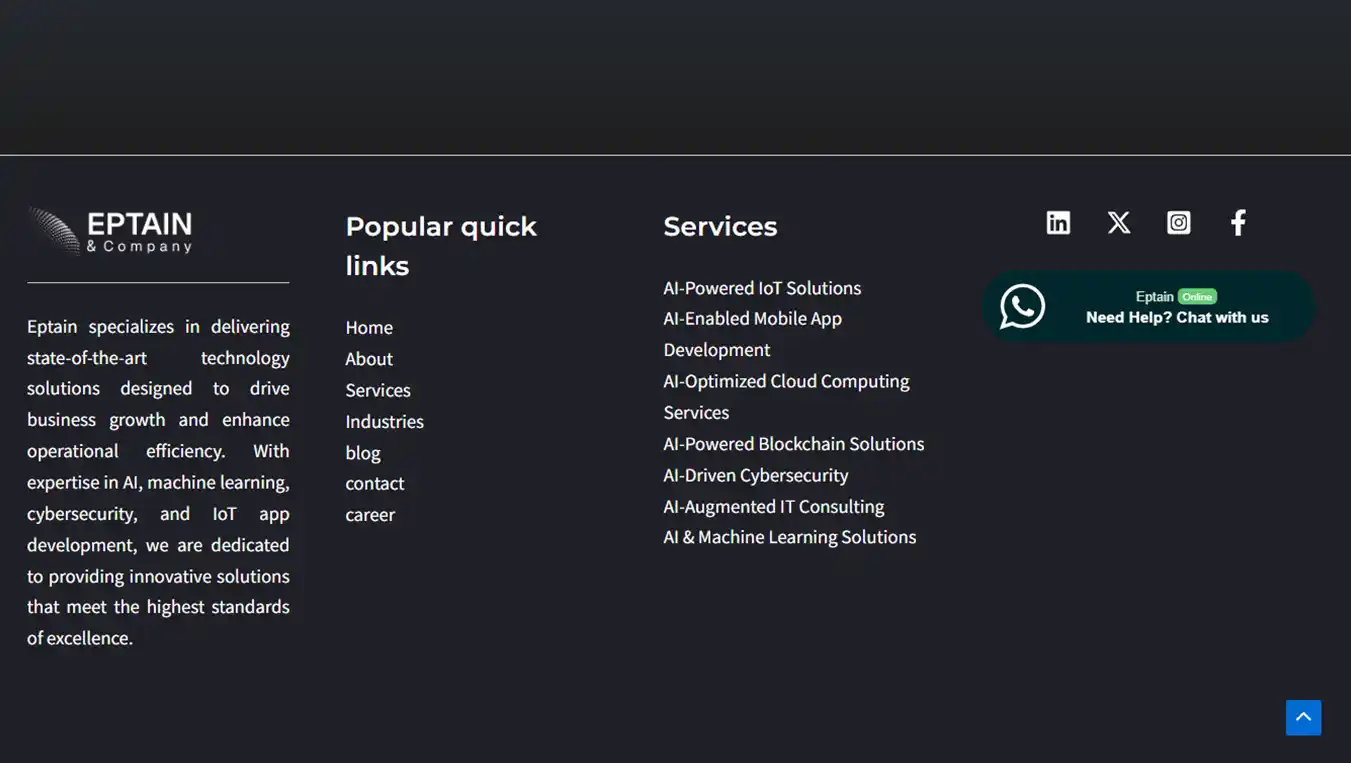 EPTAIN
& Company
Eptain specializes in delivering
state-of-the-art technology
solutions designed to drive
business growth and enhance
operational efficiency. With
expertise in AI, machine learning,
cybersecurity, and IoT app
development, we are dedicated
to providing innovative solutions
that meet the highest standards
of excellence.
Popular quick
links
Home
About
Services
Industries
blog
contact
career
Services
AI-Powered IoT Solutions
AI-Enabled Mobile App
Development
AI-Optimized Cloud Computing
Services
AI-Powered Blockchain Solutions
AI-Driven Cybersecurity
AI-Augmented IT Consulting
AI & Machine Learning Solutions
Eptain Online
Need Help? Chat with us